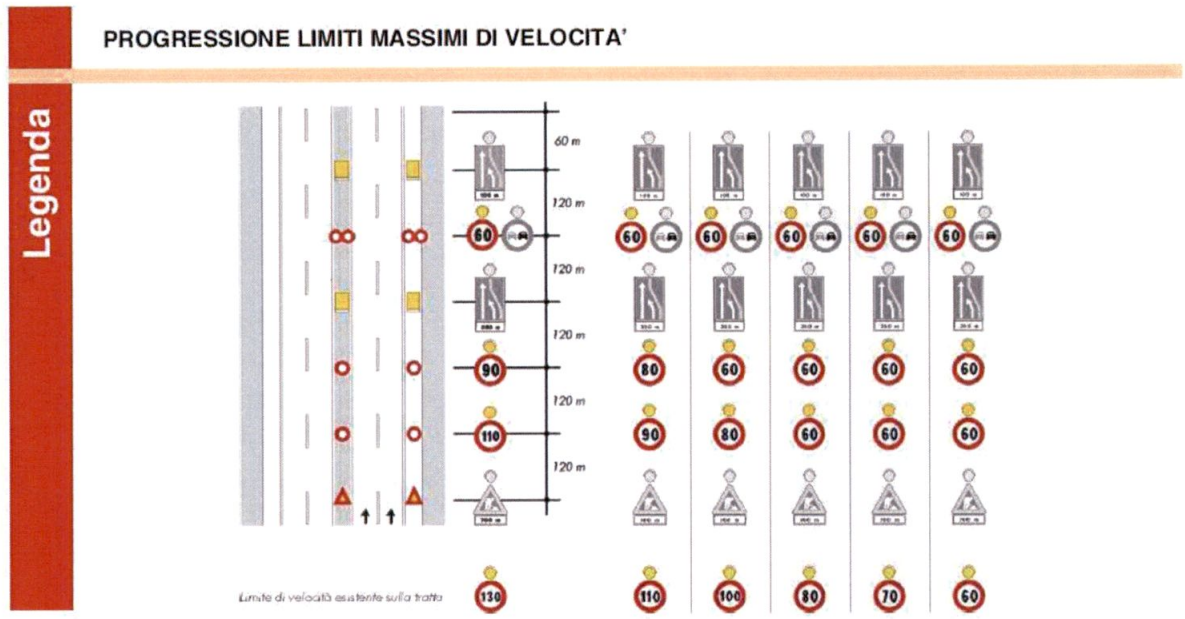 PROGRESSIONE LIMITI MASSIMI DI VELOCITA'
Legenda
60 m
120 m
60 60 60 60 60 60
120 m
120 m
90 80 60 60 60 60
120 m
110 90 80 60 60 60
120 m
Limite di velocità esistente sulla tratta 130 110 100 80 70 60